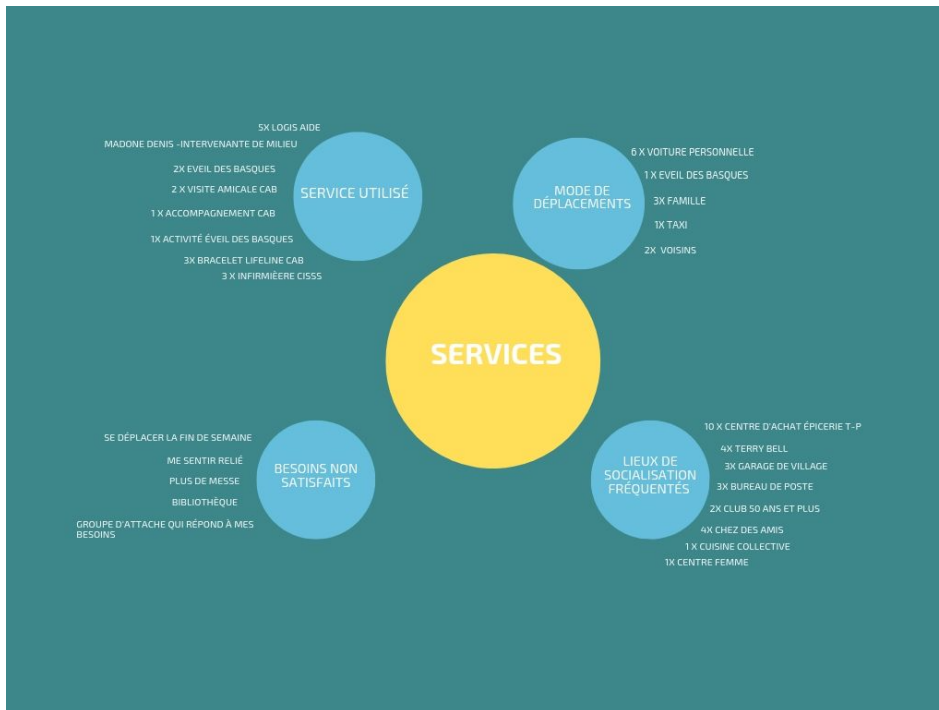 5X LOGIS AIDE
MADONE DENIS -INTERVENANTE DE MILIEU
2X EVEIL DES BASQUES
2 X VISITE AMICALE CAB
1 X ACCOMPAGNEMENT CAB
1X ACTIVITÉ ÉVEIL DES BASQUES
3X BRACELET LIFELINE CAB
3 X INFIRMIÈERE CISSS
SERVICE UTILISÉ
MODE DE
DÉPLACEMENTS
6 X VOITURE PERSONNELLE
1 X EVEIL DES BASQUES
3X FAMILLE
1X TAXI
2X VOISINS
SERVICES
SE DÉPLACER LA FIN DE SEMAINE
ME SENTIR RELIÉ
PLUS DE MESSE
BIBLIOTHÈQUE
GROUPE D'ATTACHE QUI RÉPOND À MES
BESOINS
BESOINS NON
SATISFAITS
LIEUX DE
SOCIALISATION
FRÉQUENTÉS
10 X CENTRE D'ACHAT ÉPICERIE T-P
4X TERRY BELL
3X GARAGE DE VILLAGE
3X BUREAU DE POSTE
2X CLUB 50 ANS ET PLUS
4X CHEZ DES AMIS
1 X CUISINE COLLECTIVE
1X CENTRE FEMME